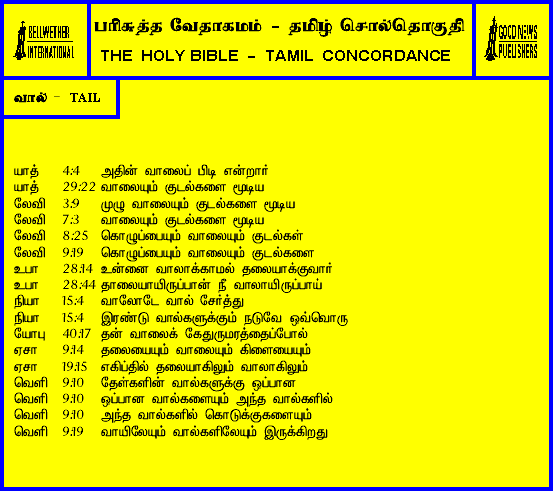 BELLWETHER INTERNATIONAL
பரிசுத்த வேதாகமம் - தமிழ் சொல்தொகுதி
THE HOLY BIBLE - TAMIL CONCORDANCE
GOOD NEWS PUBLISHERS
வால் - TAIL
யாத் 4:4 அதின் வாலைப் பிடி என்றார்
யாத் 29:22 வாலையும் குடல்களை மூடிய
லேவி 3:9 முழு வாலையும் குடல்களை மூடிய
லேவி 7:3 வாலையும் குடல்களை மூடிய
லேவி 8:25 கொழுப்பையும் வாலையும் குடல்கள்
லேவி 9:19 கொழுப்பையும் வாலையும் குடல்களை
உபா 28:14 உன்னை வாலாக்காமல் தலையாக்குவார்
உபா 28:44 தாலையாயிருப்பான் நீ வாலாயிருப்பாய்
நியா 15:4 வாலோடே வால் சேர்த்து
நியா 15:4 இரண்டு வால்களுக்கும் நடுவே ஒவ்வொரு
யோபு 40:17 தன் வாலைக் கேதுருமரத்தைப்போல்
ஏசா 9:14 தலையையும் வாலையும் கிளையையும்
ஏசா 19:15 எகிப்தில் தலையாகிலும் வாலாகிலும்
வெளி 9:10 தேள்களின் வால்களுக்கு ஒப்பான
வெளி 9:10 ஒப்பான வால்களையும் அந்த வால்களில்
வெளி 9:10 அந்த வால்களில் கொடுக்குகளையும்
வெளி 9:19 வாயிலேயும் வால்களிலேயும் இருக்கிறது